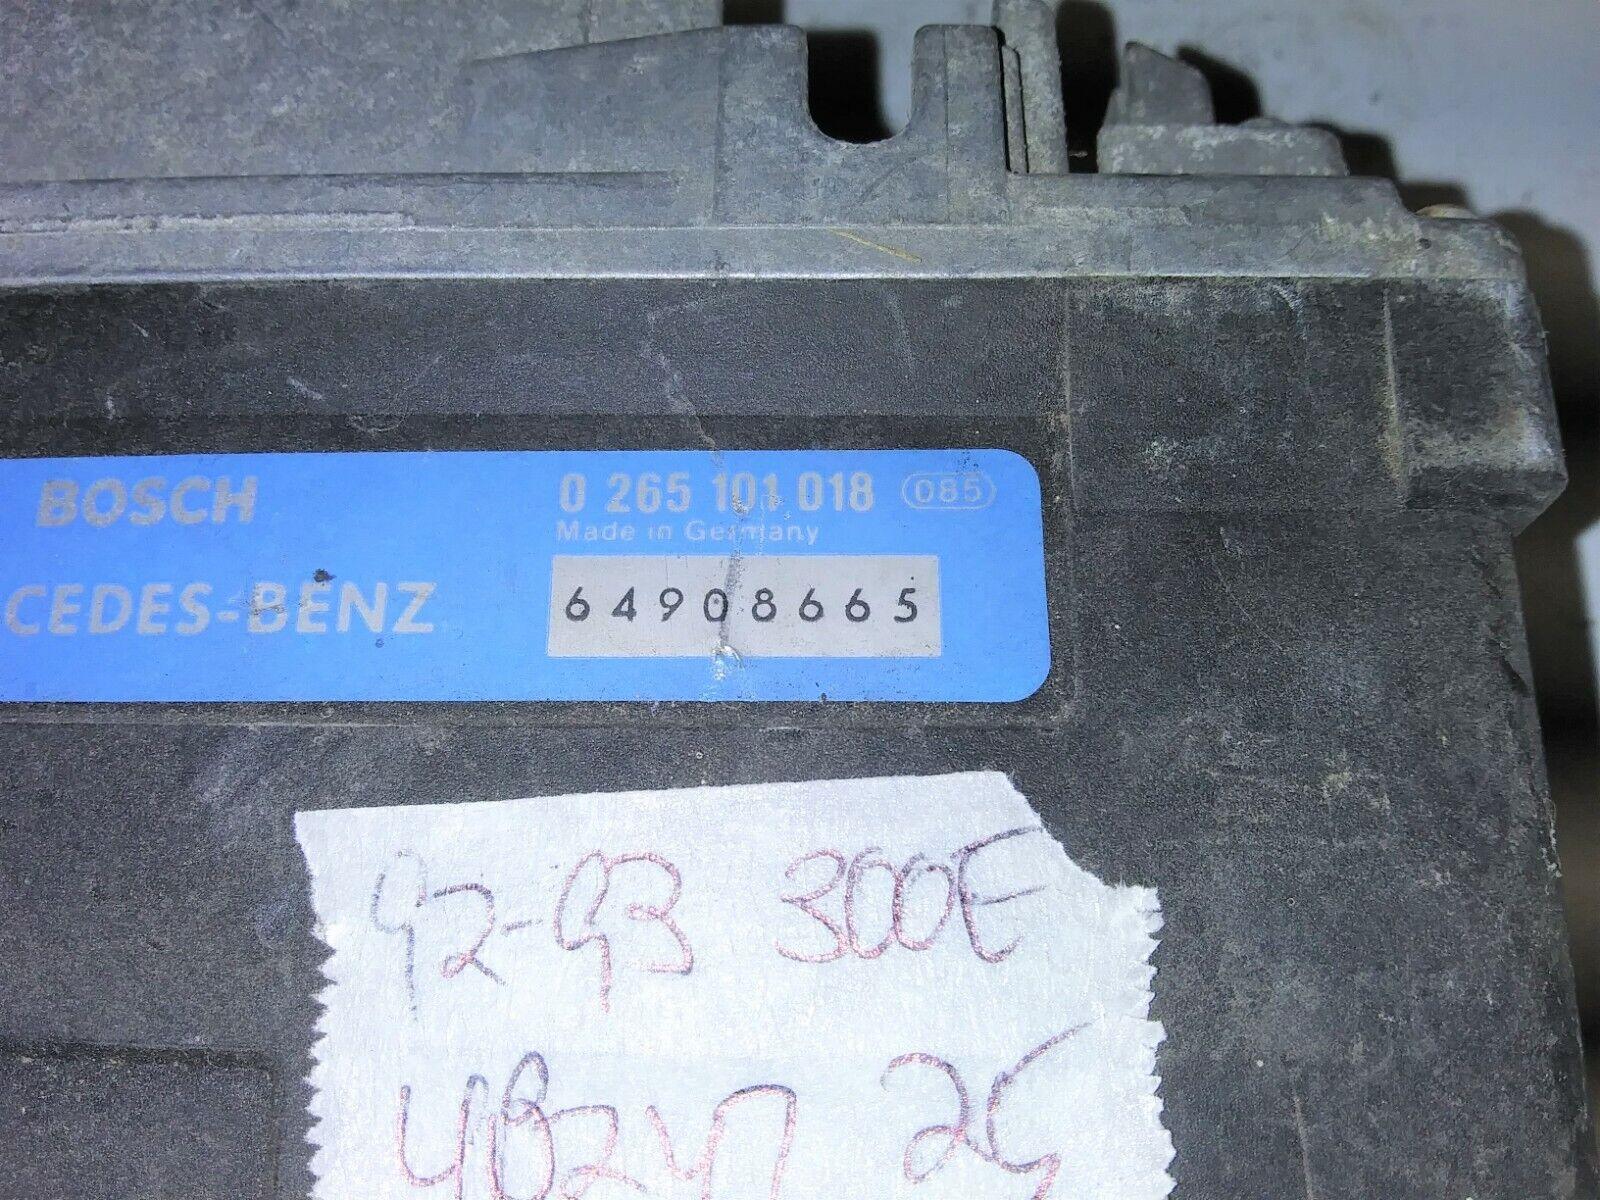 BOSCH 0 265 101 018 085
Made in Germany
CEDES-BENZ 64908665
92-93 300E